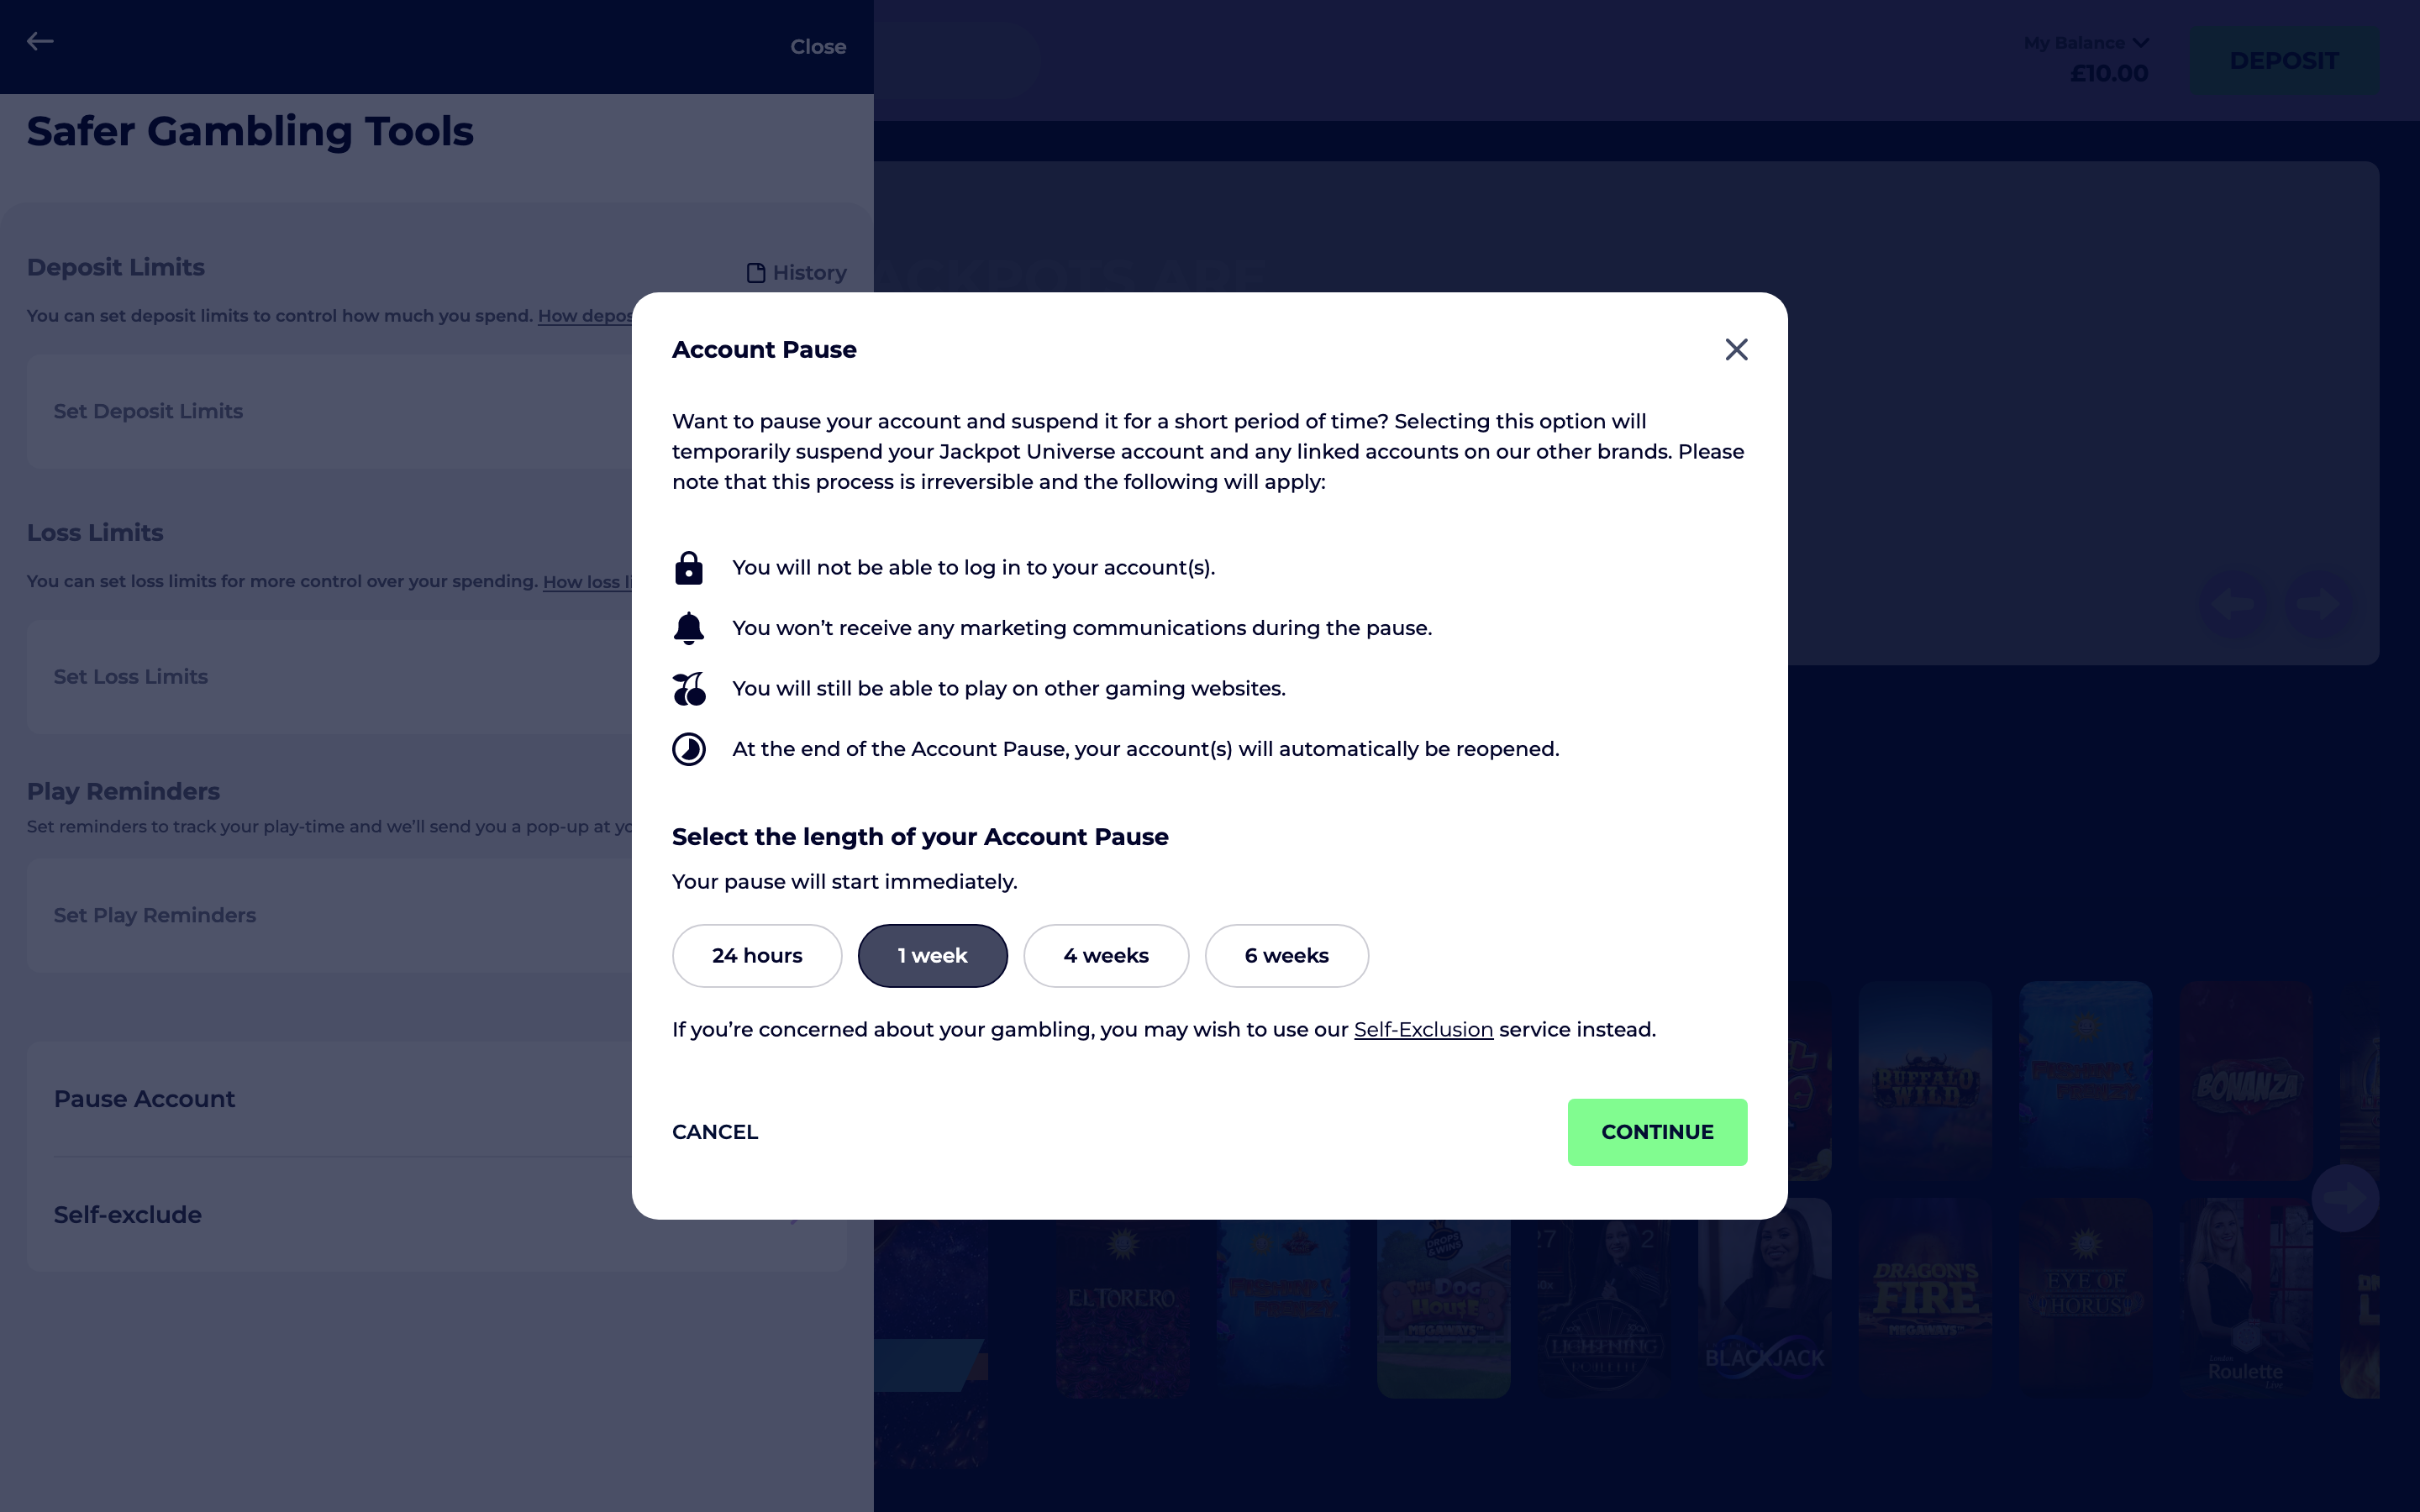 Close
My Balance
£10.00
DEPOSIT
Safer Gambling Tools
Deposit Limits
History
You can set deposit limits to control how much you spend. How depos
Set Deposit Limits
Loss Limits
You can set loss limits for more control over your spending. How loss li
Set Loss Limits
Play Reminders
Set reminders to track your play-time and we'll send you a pop-up at yo
Set Play Reminders
Pause Account
Self-exclude
ACKPOTS ARE
Account Pause
Want to pause your account and suspend it for a short period of time? Selecting this option will
temporarily suspend your Jackpot Universe account and any linked accounts on our other brands. Please
note that this process is irreversible and the following will apply:
You will not be able to log in to your account(s).
You won’t receive any marketing communications during the pause.
You will still be able to play on other gaming websites.
At the end of the Account Pause, your account(s) will automatically be reopened.
Select the length of your Account Pause
Your pause will start immediately.
24 hours
1 week
4 weeks
6 weeks
If you’re concerned about your gambling, you may wish to use our Self-Exclusion service instead.
CANCEL
CONTINUE
BUFFALO
WILD
BONANZA
EL TORERO
DROPS
& WINS
THE DOG
HOUSE
MEGAWAYS
LIGHTNING
ROULETTE
BLACKJACK
DRAGON'S
FIRE
MEGAWAYS
EYE OF
HORUS
Roulette